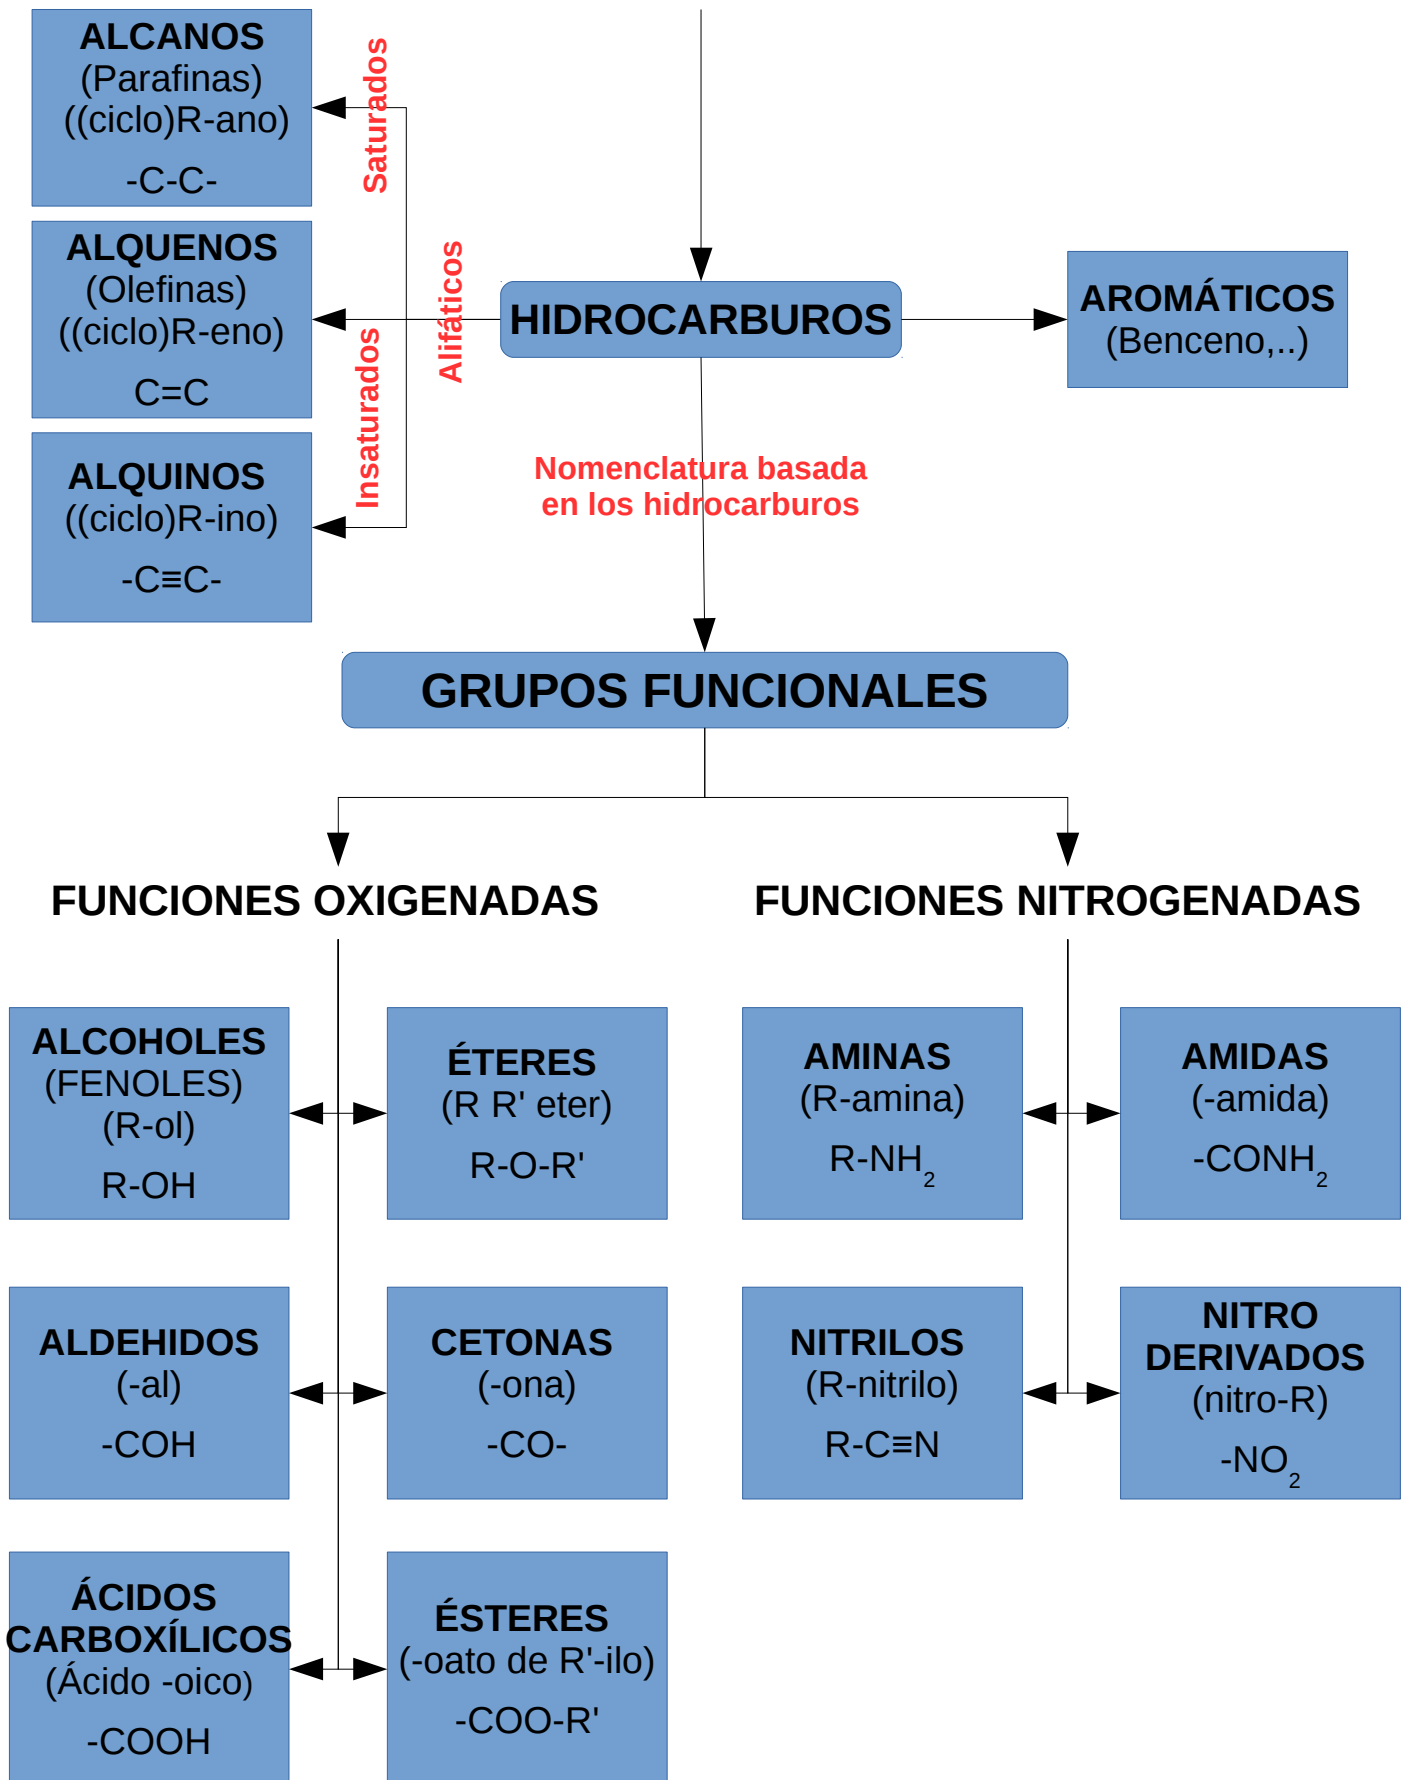 ALCANOS
(Parafinas)
((ciclo)R-ano)
-C-C-
Saturados
ALQUENOS
(Olefinas)
((ciclo)R-eno)
C=C
Alifáticos
Insaturados
ALQUINOS
((ciclo)R-ino)
-C≡C-
HIDROCARBUROS
AROMÁTICOS
(Benceno,..)
Nomenclatura basada
en los hidrocarburos
GRUPOS FUNCIONALES
FUNCIONES OXIGENADAS
ALCOHOLES
(FENOLES)
(R-ol)
R-OH
ÉTERES
(R R' eter)
R-O-R'
ALDEHIDOS
(-al)
-COH
CETONAS
(-ona)
-CO-
ÁCIDOS
CARBOXÍLICOS
(Ácido -oico)
-COOH
ÉSTERES
(-oato de R'-ilo)
-COO-R'
FUNCIONES NITROGENADAS
AMINAS
(R-amina)
R-NH₂
AMIDAS
(-amida)
-CONH₂
NITRILOS
(R-nitrilo)
R-C≡N
NITRO
DERIVADOS
(nitro-R)
-NO₂